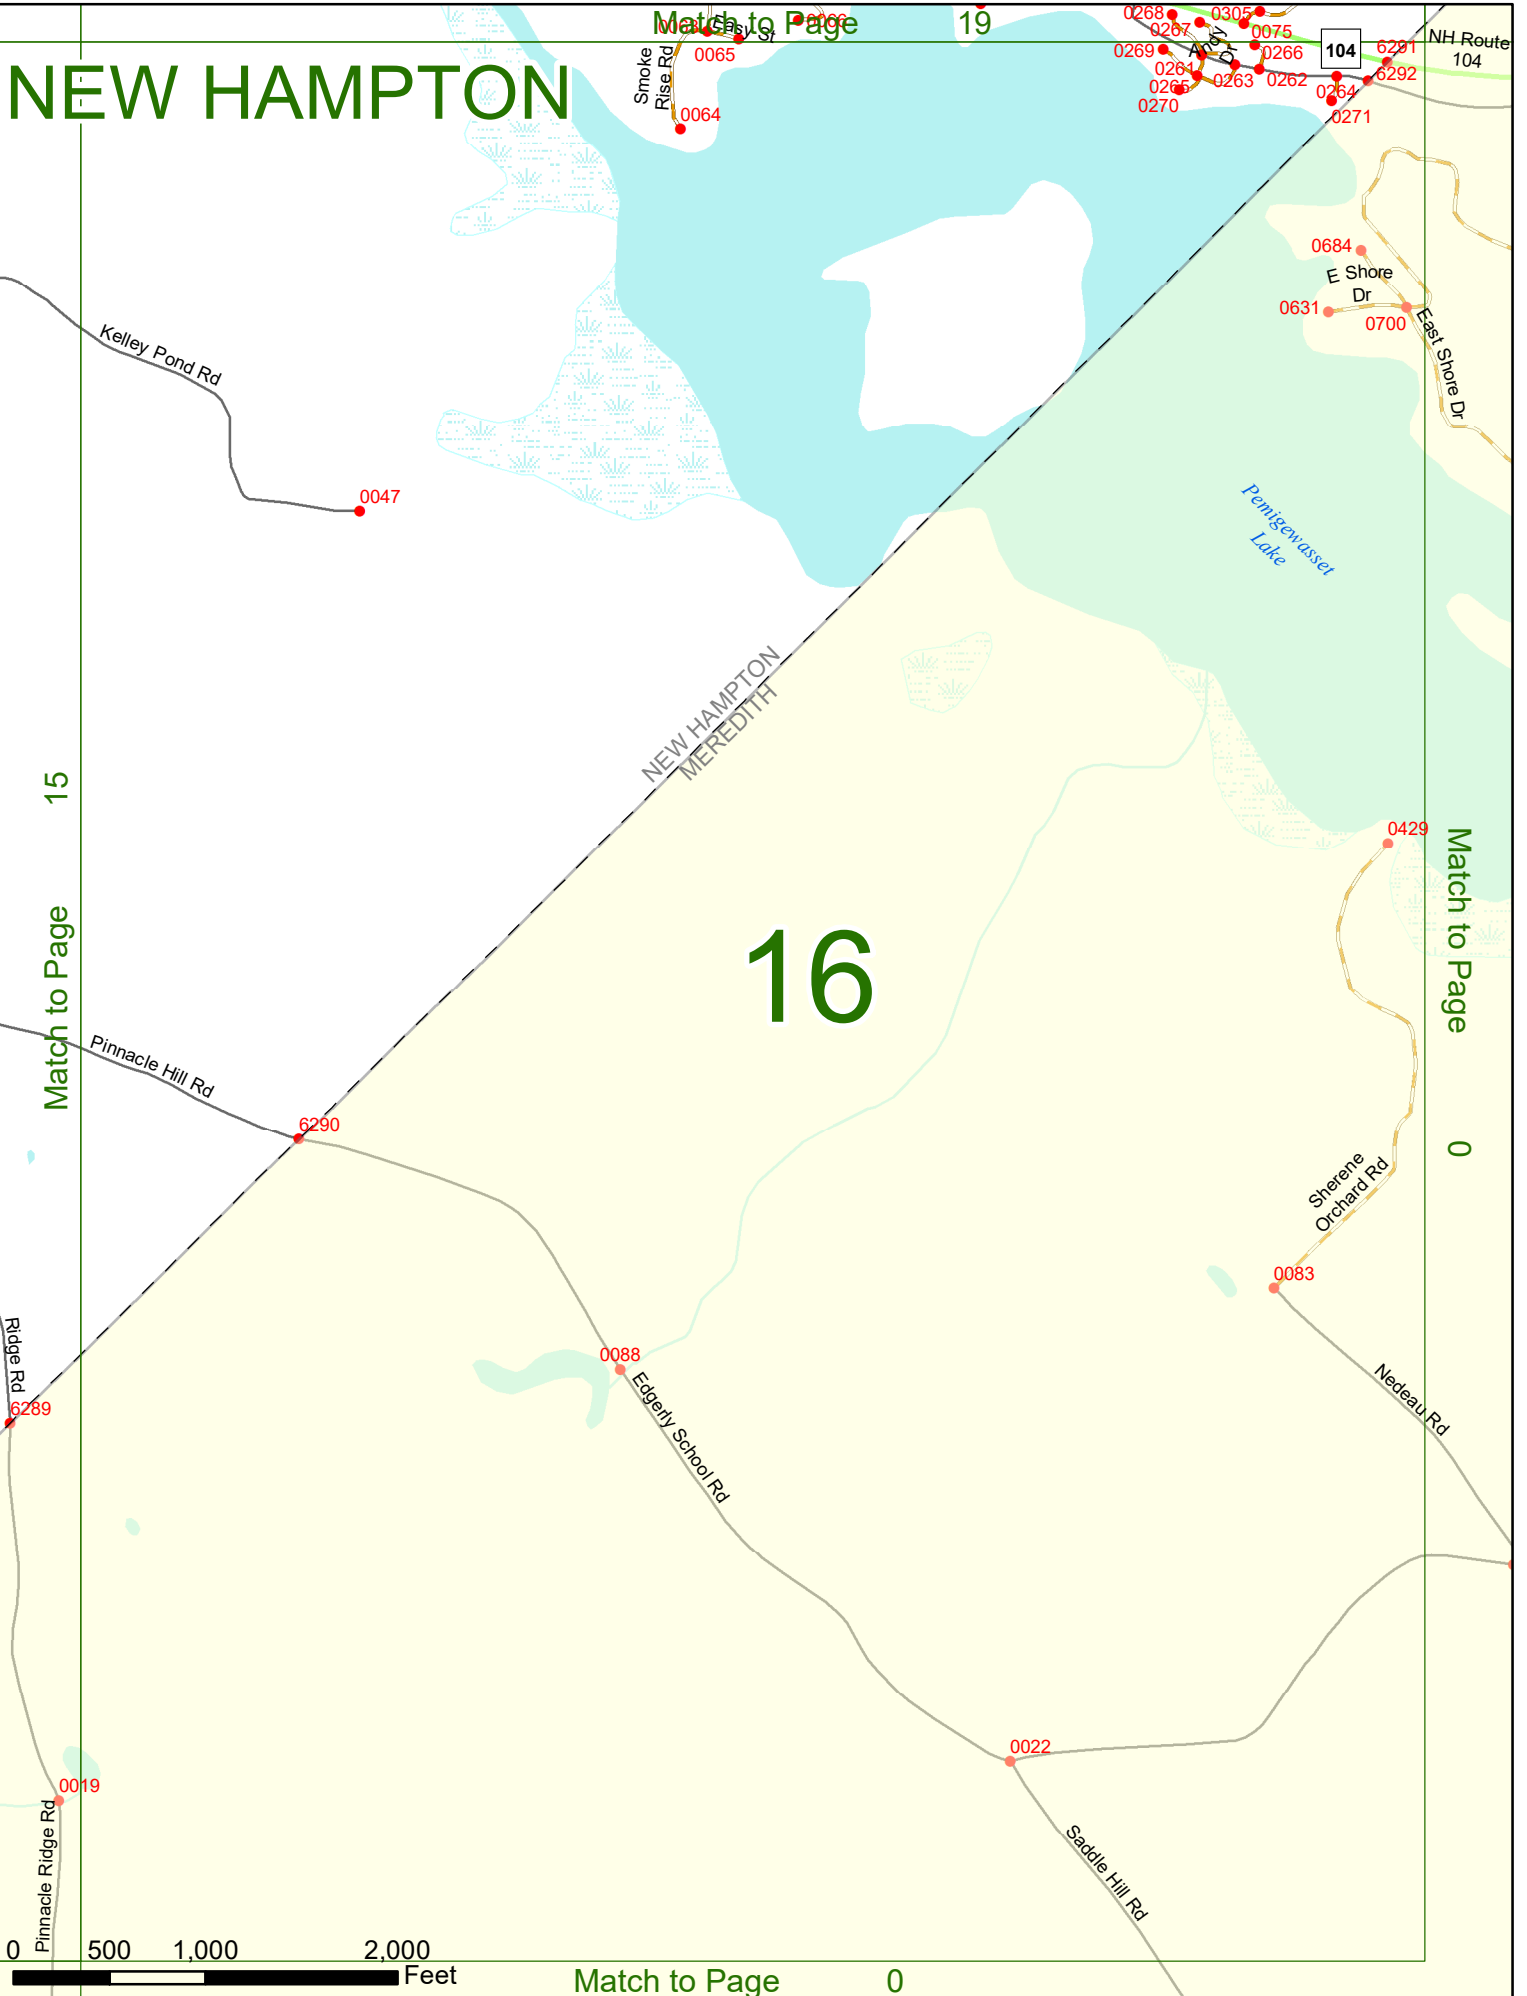 Match to Page 19
NEW HAMPTON
0063
Easy St
0066
0065
Smoke
Rise Rd
0064
0268
0267
0305
0075
0269
Andy
Dr
0266
0261
0265
0263
0262
0270
104
6291
6292
0264
0271
NH Route
104
0684
E Shore
Dr
0631
0700
East Shore Dr
Kelley Pond Rd
0047
Pemigewasset
Lake
NEW HAMPTON
MEREDITH
Match to Page 15
0429
Match to Page 0
16
Pinnacle Hill Rd
6290
Sherene
Orchard Rd
0083
Ridge Rd
6289
0088
Edgerly School Rd
Nedeau Rd
0022
0019
Pinnacle Ridge Rd
Saddle Hill Rd
0 500 1,000 2,000
Feet
Match to Page 0